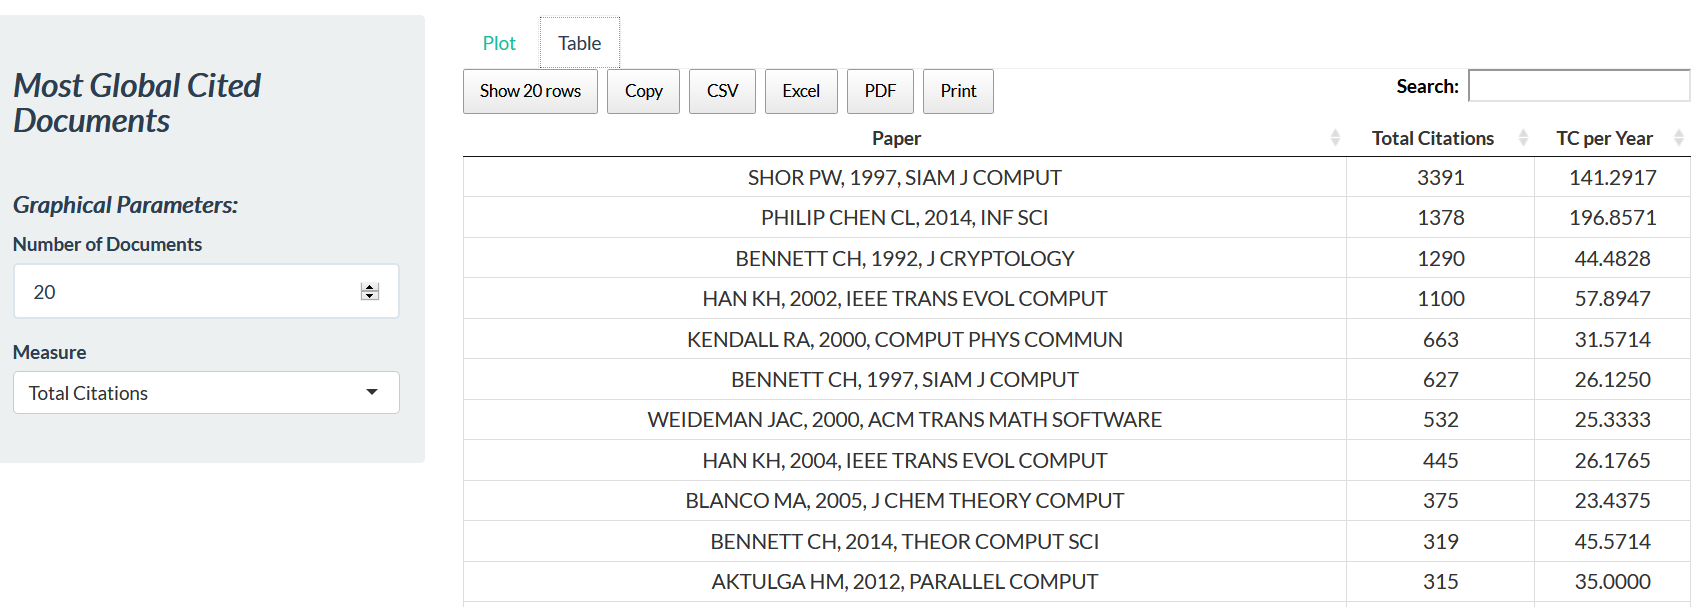 Most Global Cited
Documents
Graphical Parameters:
Number of Documents
20
Measure
Total Citations
Plot Table
Show 20 rows Copy CSV Excel PDF Print Search:
Paper Total Citations TC per Year
SHOR PW, 1997, SIAM J COMPUT 3391 141.2917
PHILIP CHEN CL, 2014, INF SCI 1378 196.8571
BENNETT CH, 1992, J CRYPTOLOGY 1290 44.4828
HAN KH, 2002, IEEE TRANS EVOL COMPUT 1100 57.8947
KENDALL RA, 2000, COMPUT PHYS COMMUN 663 31.5714
BENNETT CH, 1997, SIAM J COMPUT 627 26.1250
WEIDEMAN JAC, 2000, ACM TRANS MATH SOFTWARE 532 25.3333
HAN KH, 2004, IEEE TRANS EVOL COMPUT 445 26.1765
BLANCO MA, 2005, J CHEM THEORY COMPUT 375 23.4375
BENNETT CH, 2014, THEOR COMPUT SCI 319 45.5714
AKTULGA HM, 2012, PARALLEL COMPUT 315 35.0000